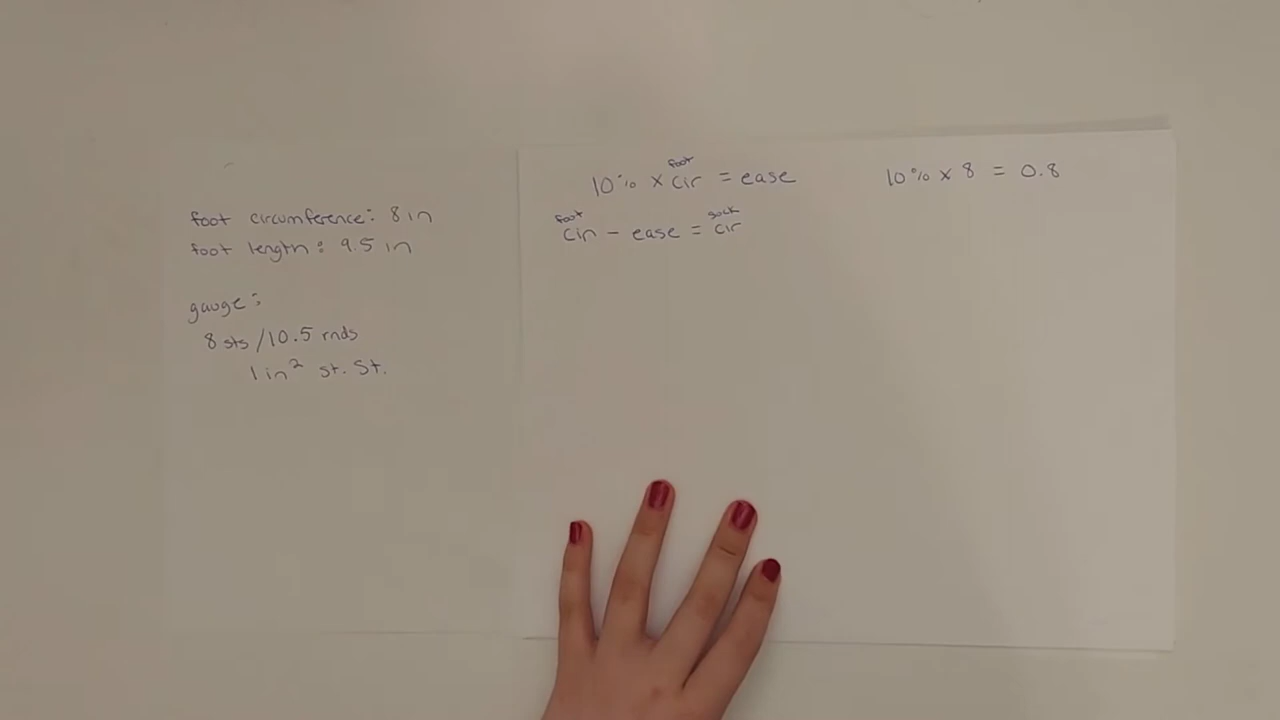 foot circumference: 8 in
foot length: 9.5 in
gauge:
8 sts/10.5 rnds
1 in² st. St.
foot
10% x cir = ease
foot sock
cir - ease = cir
10% x 8 = 0.8